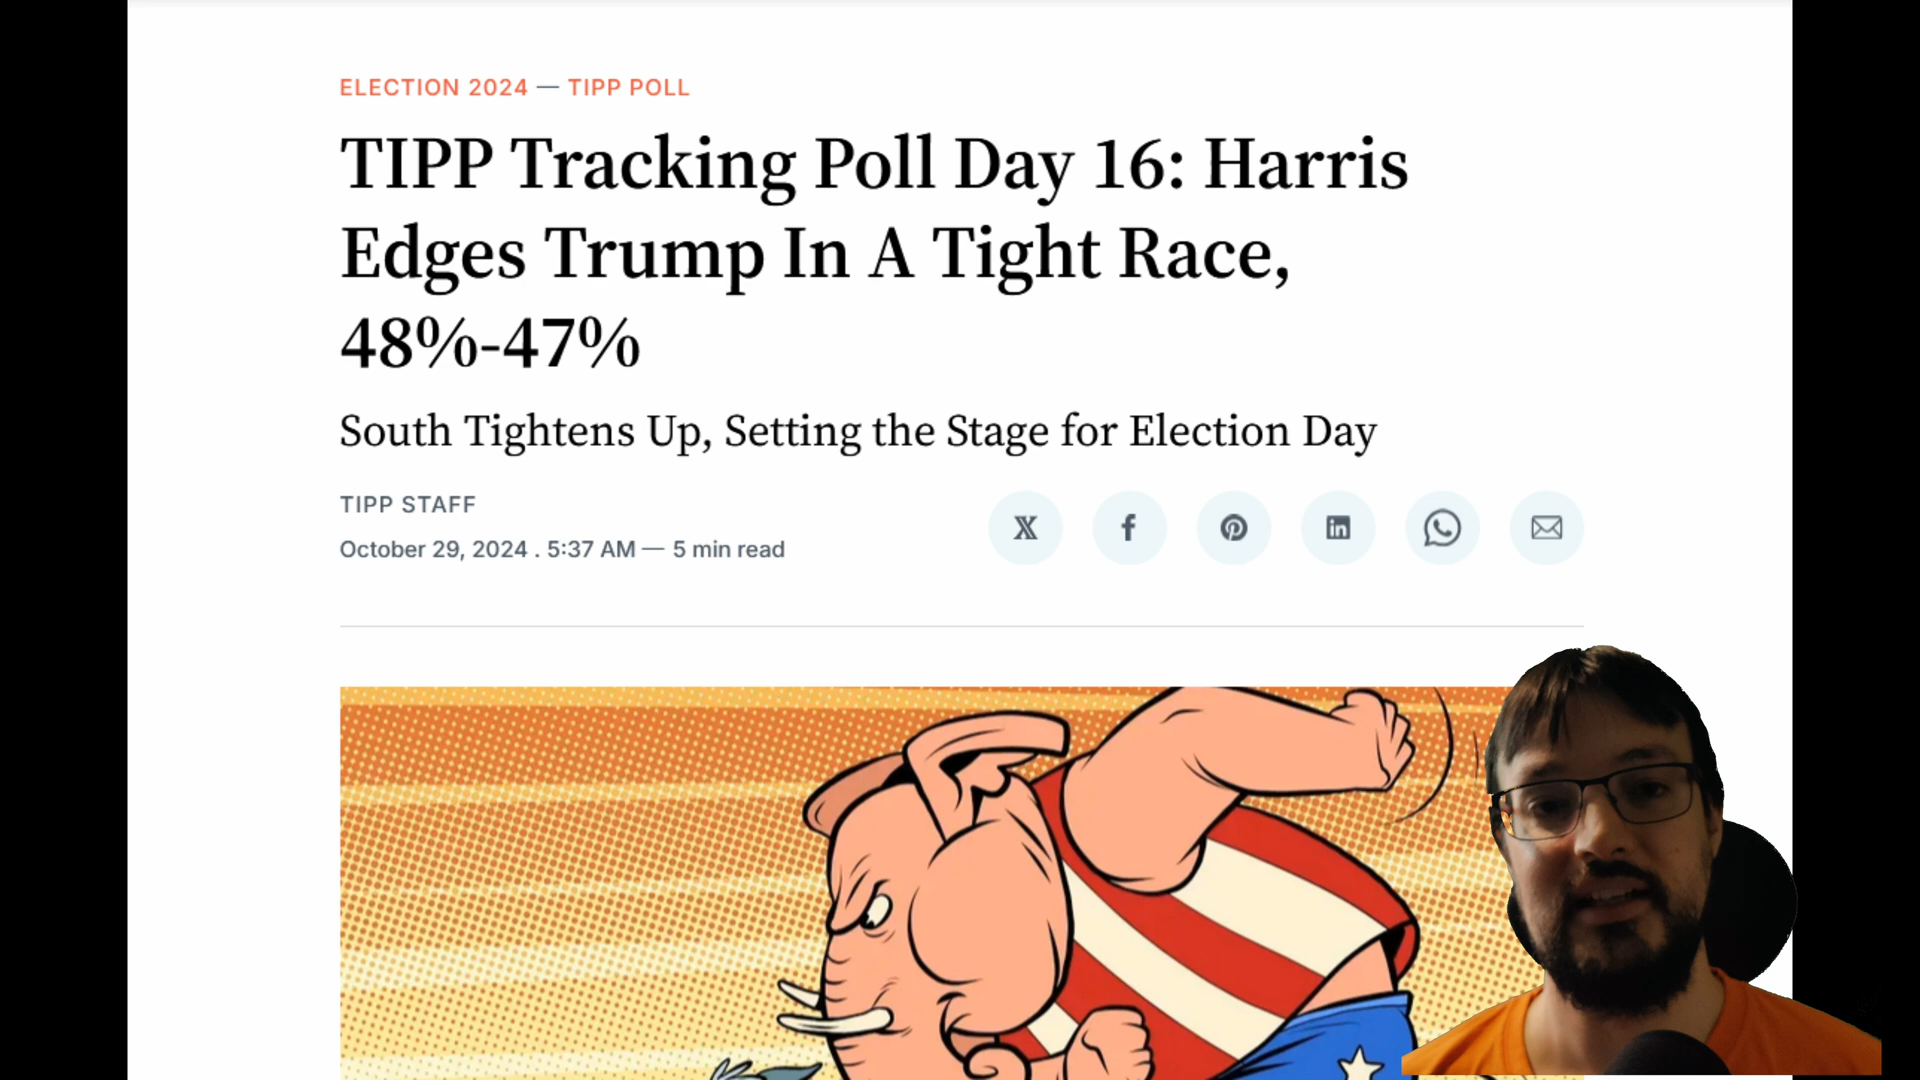 ELECTION 2024 — TIPP POLL
TIPP Tracking Poll Day 16: Harris
Edges Trump In A Tight Race,
48%-47%
South Tightens Up, Setting the Stage for Election Day
TIPP STAFF
October 29, 2024 . 5:37 AM — 5 min read